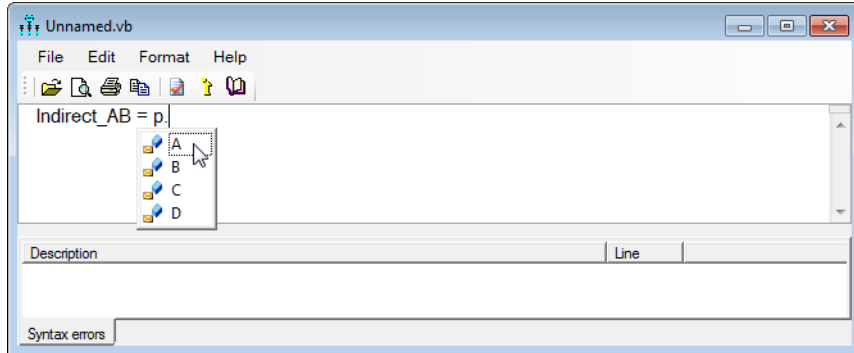 Unnamed.vb
File Edit Format Help
Indirect_AB = p.
A
B
C
D
Description Line
Syntax errors